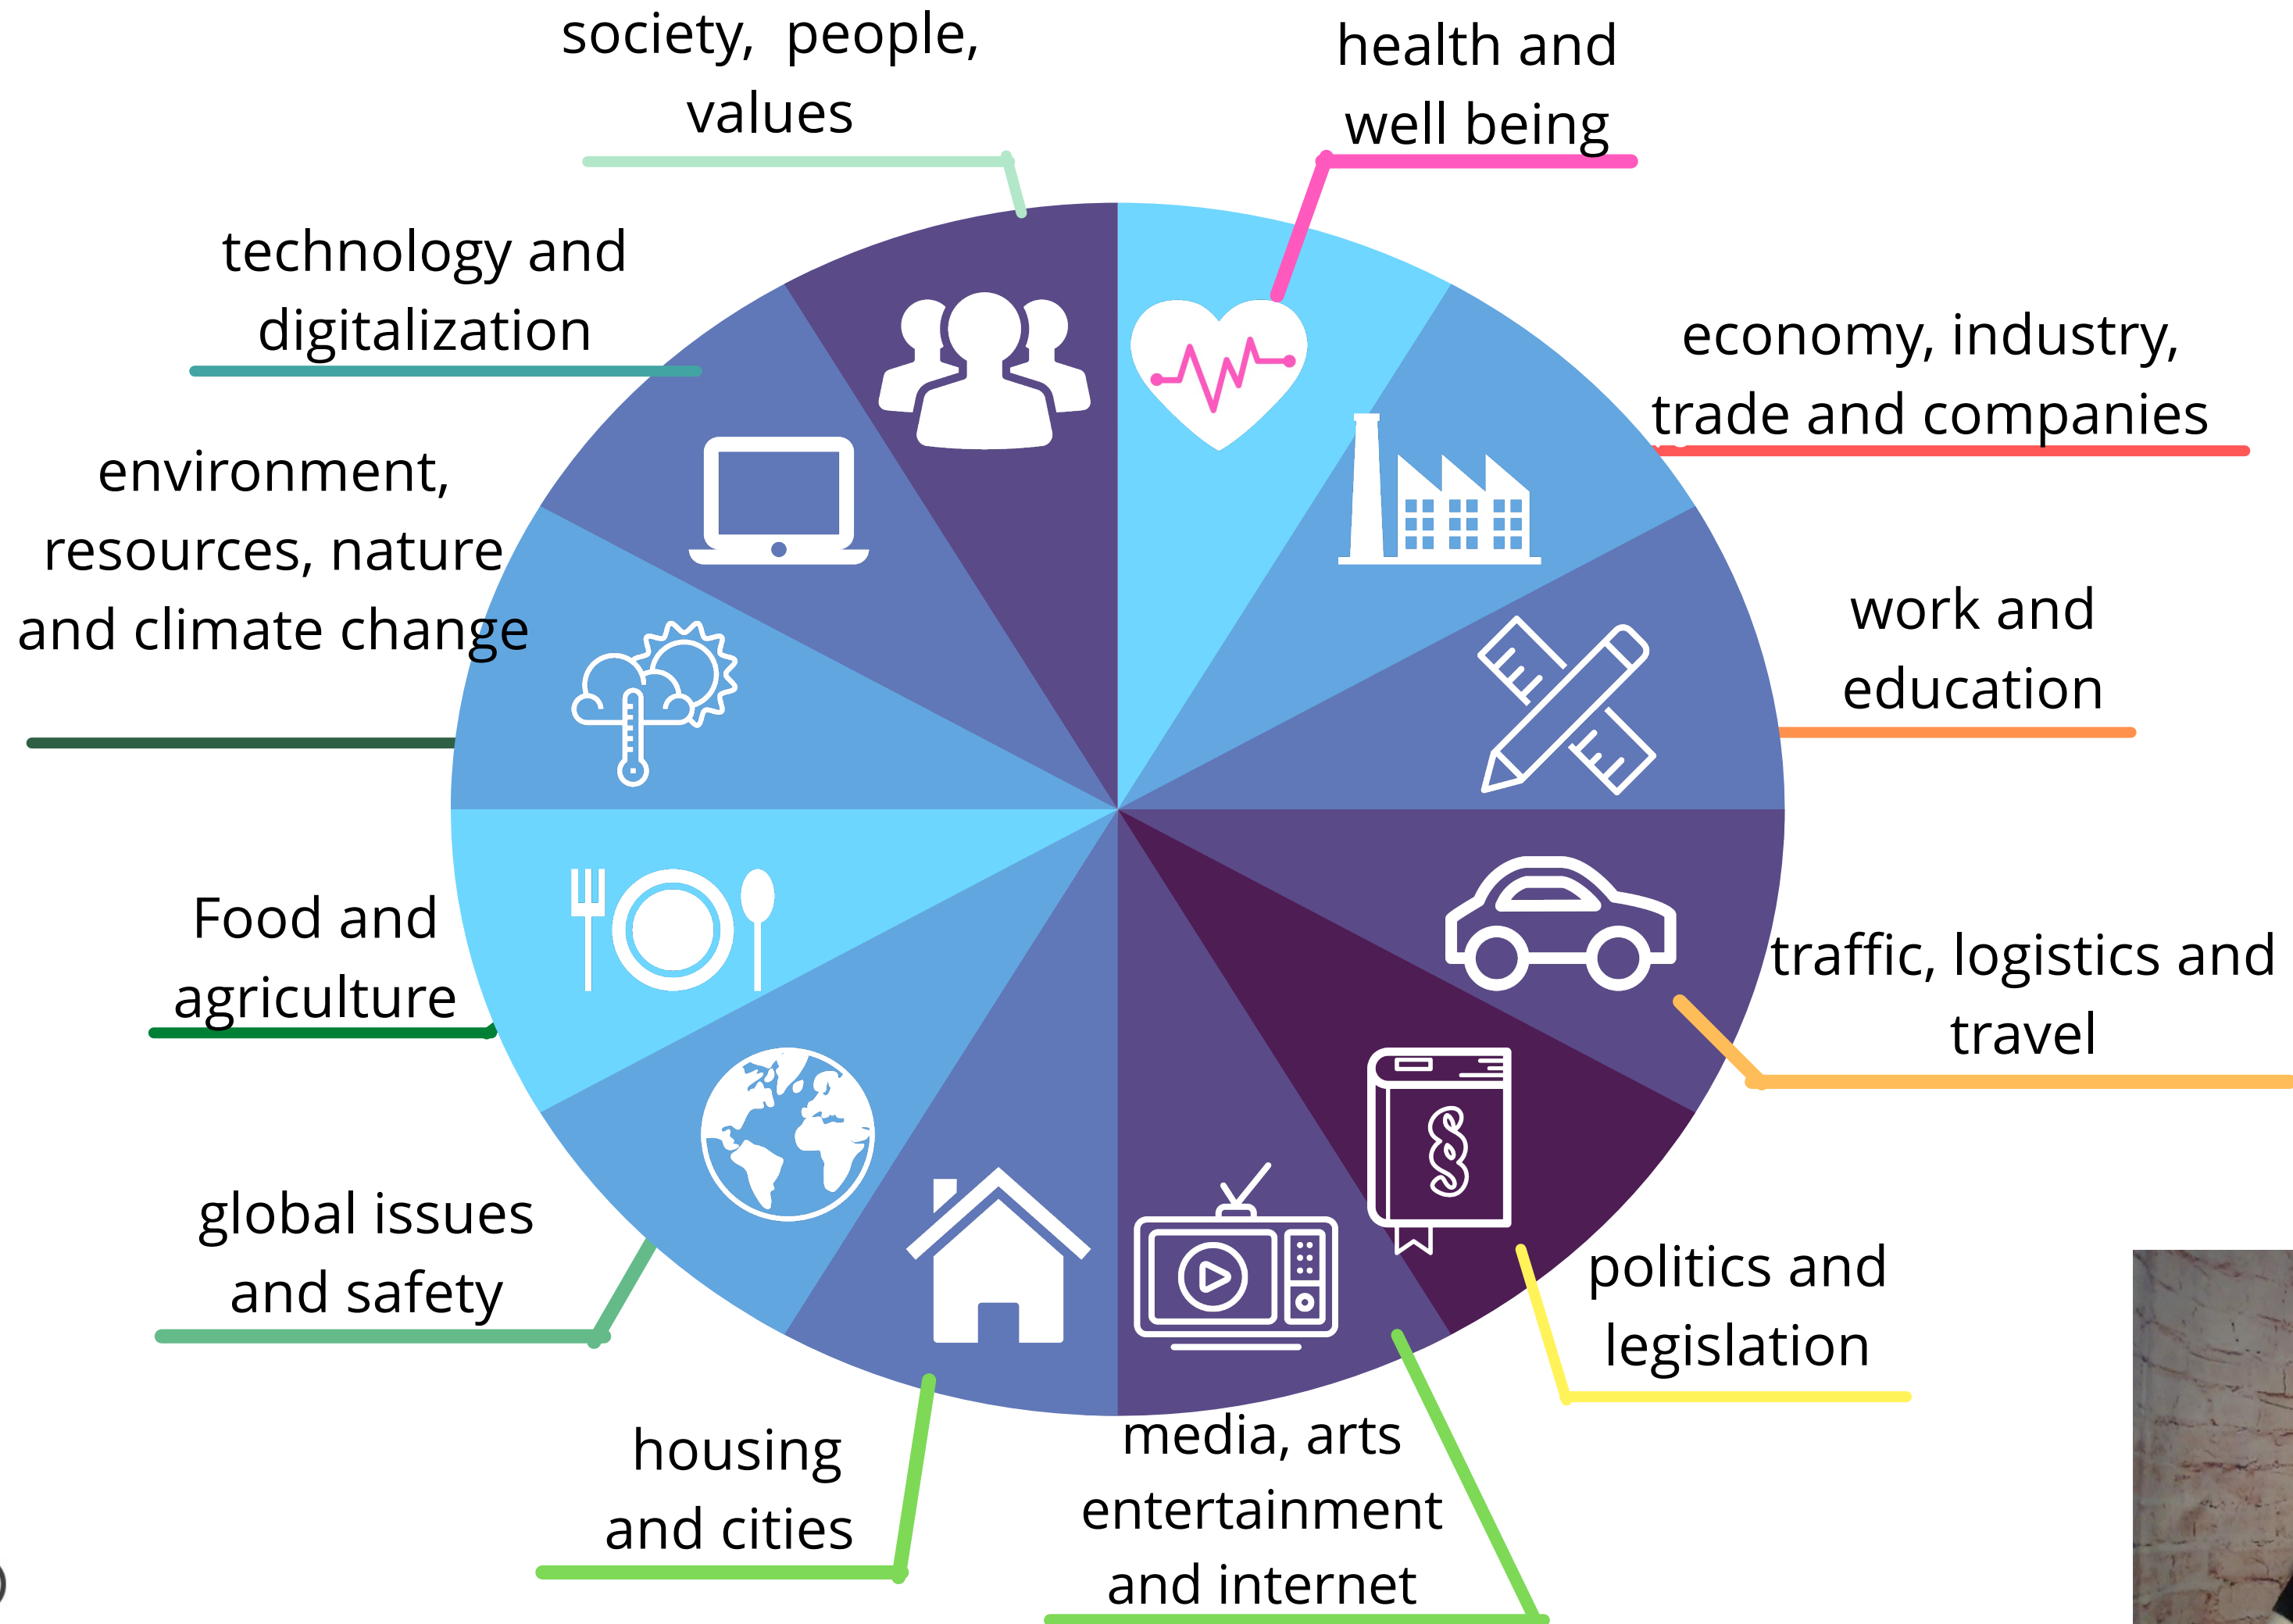 society, people,
values
health and
well being
technology and
digitalization
economy, industry,
trade and companies
environment,
resources, nature
and climate change
work and
education
Food and
agriculture
traffic, logistics and
travel
global issues
and safety
politics and
legislation
housing
and cities
media, arts
entertainment
and internet